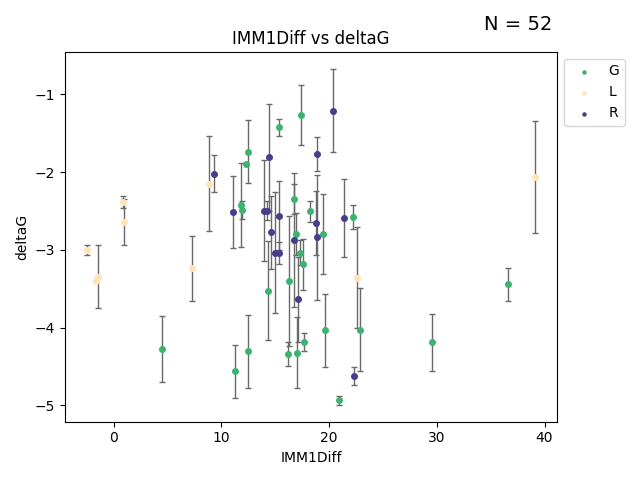 N = 52
IMM1Diff vs deltaG
G
L
R
−1
−2
−3
−4
−5
deltaG
0 10 20 30 40
IMM1Diff